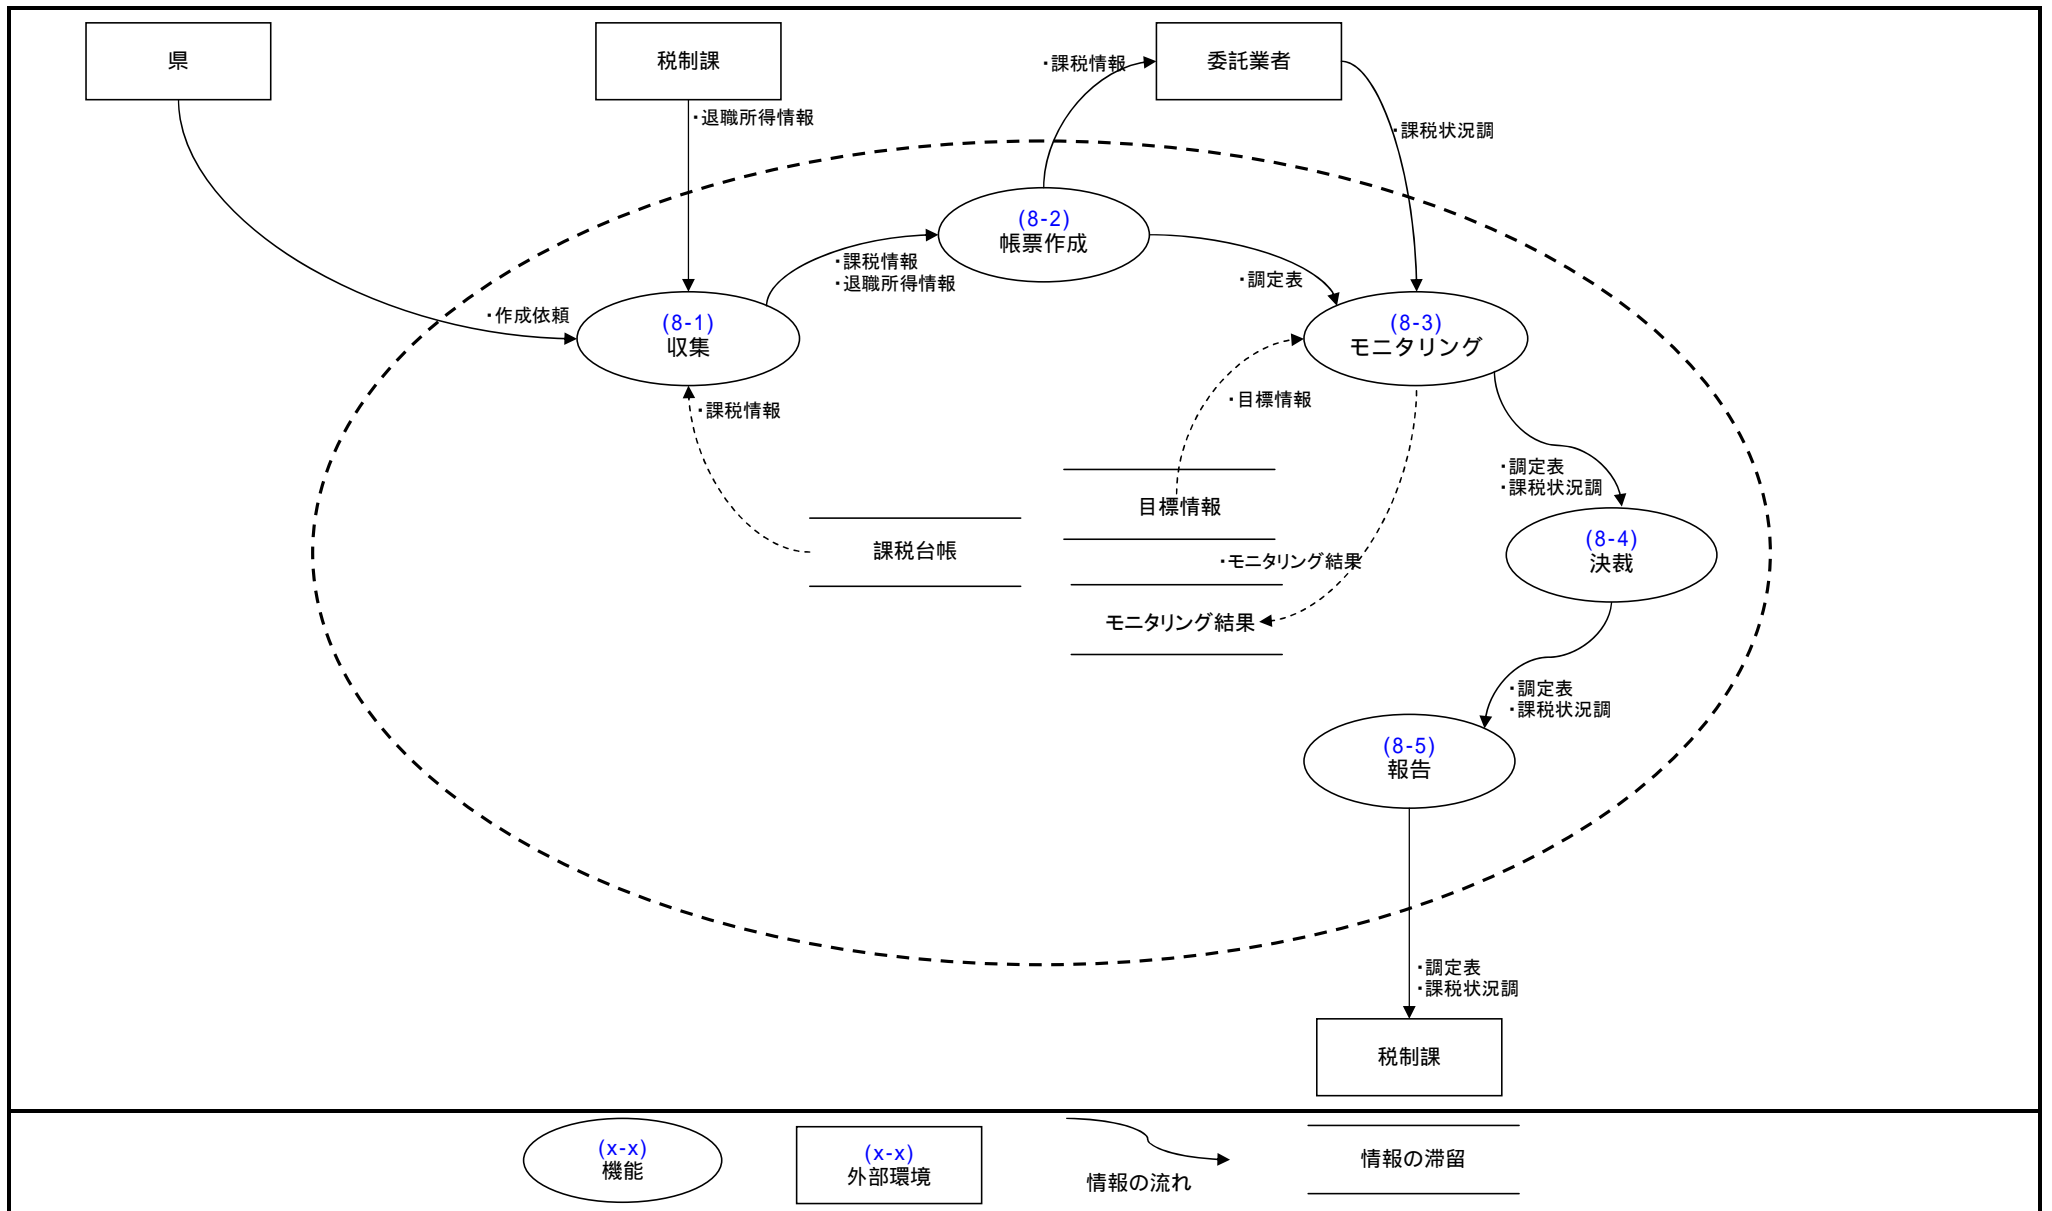 県
税制課
委託業者
・課税情報
・退職所得情報
・課税状況調
(8-2)
帳票作成
・課税情報
・退職所得情報
・調定表
・作成依頼
(8-1)
収集
(8-3)
モニタリング
・課税情報
・目標情報
・調定表
・課税状況調
目標情報
課税台帳
(8-4)
決裁
・モニタリング結果
モニタリング結果
・調定表
・課税状況調
(8-5)
報告
・調定表
・課税状況調
税制課
(x-x)
機能
(x-x)
外部環境
情報の流れ
情報の滞留